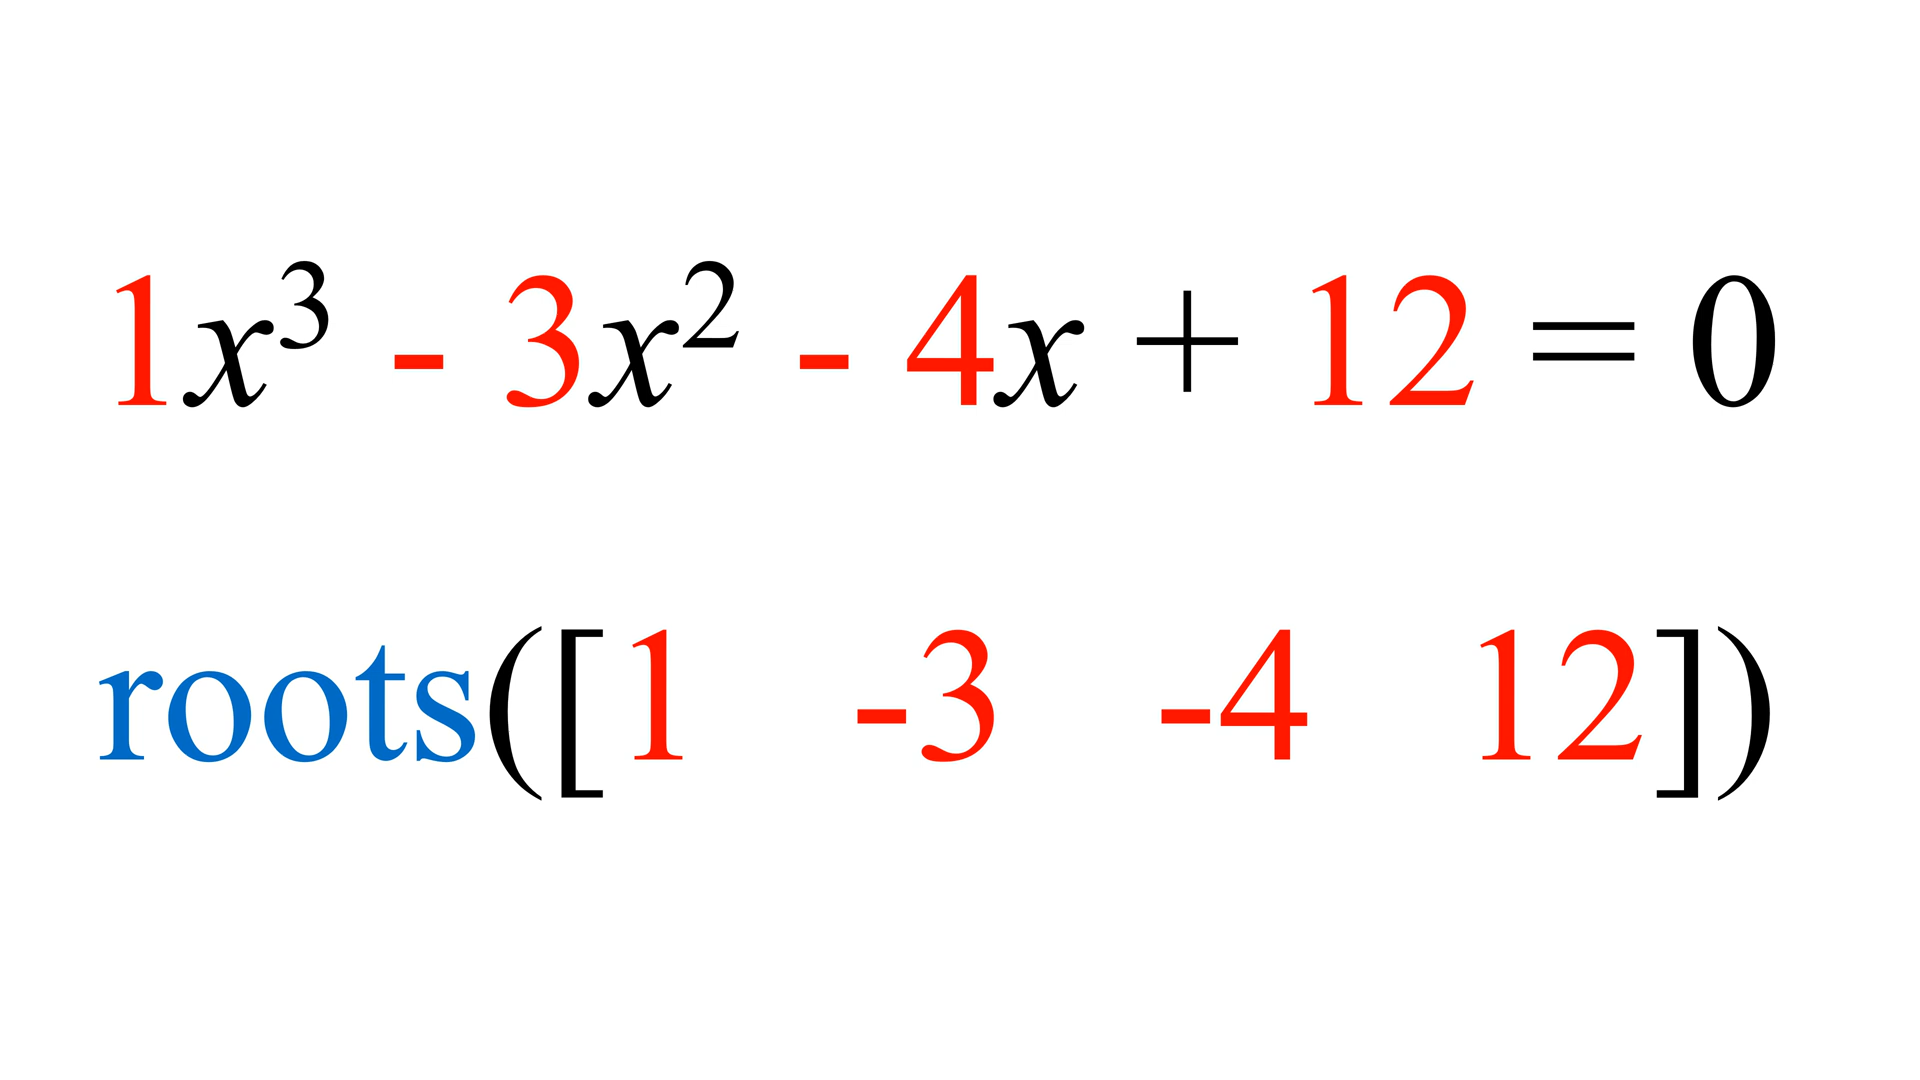 1x³ - 3x² - 4x + 12 = 0
roots([1 -3 -4 12])